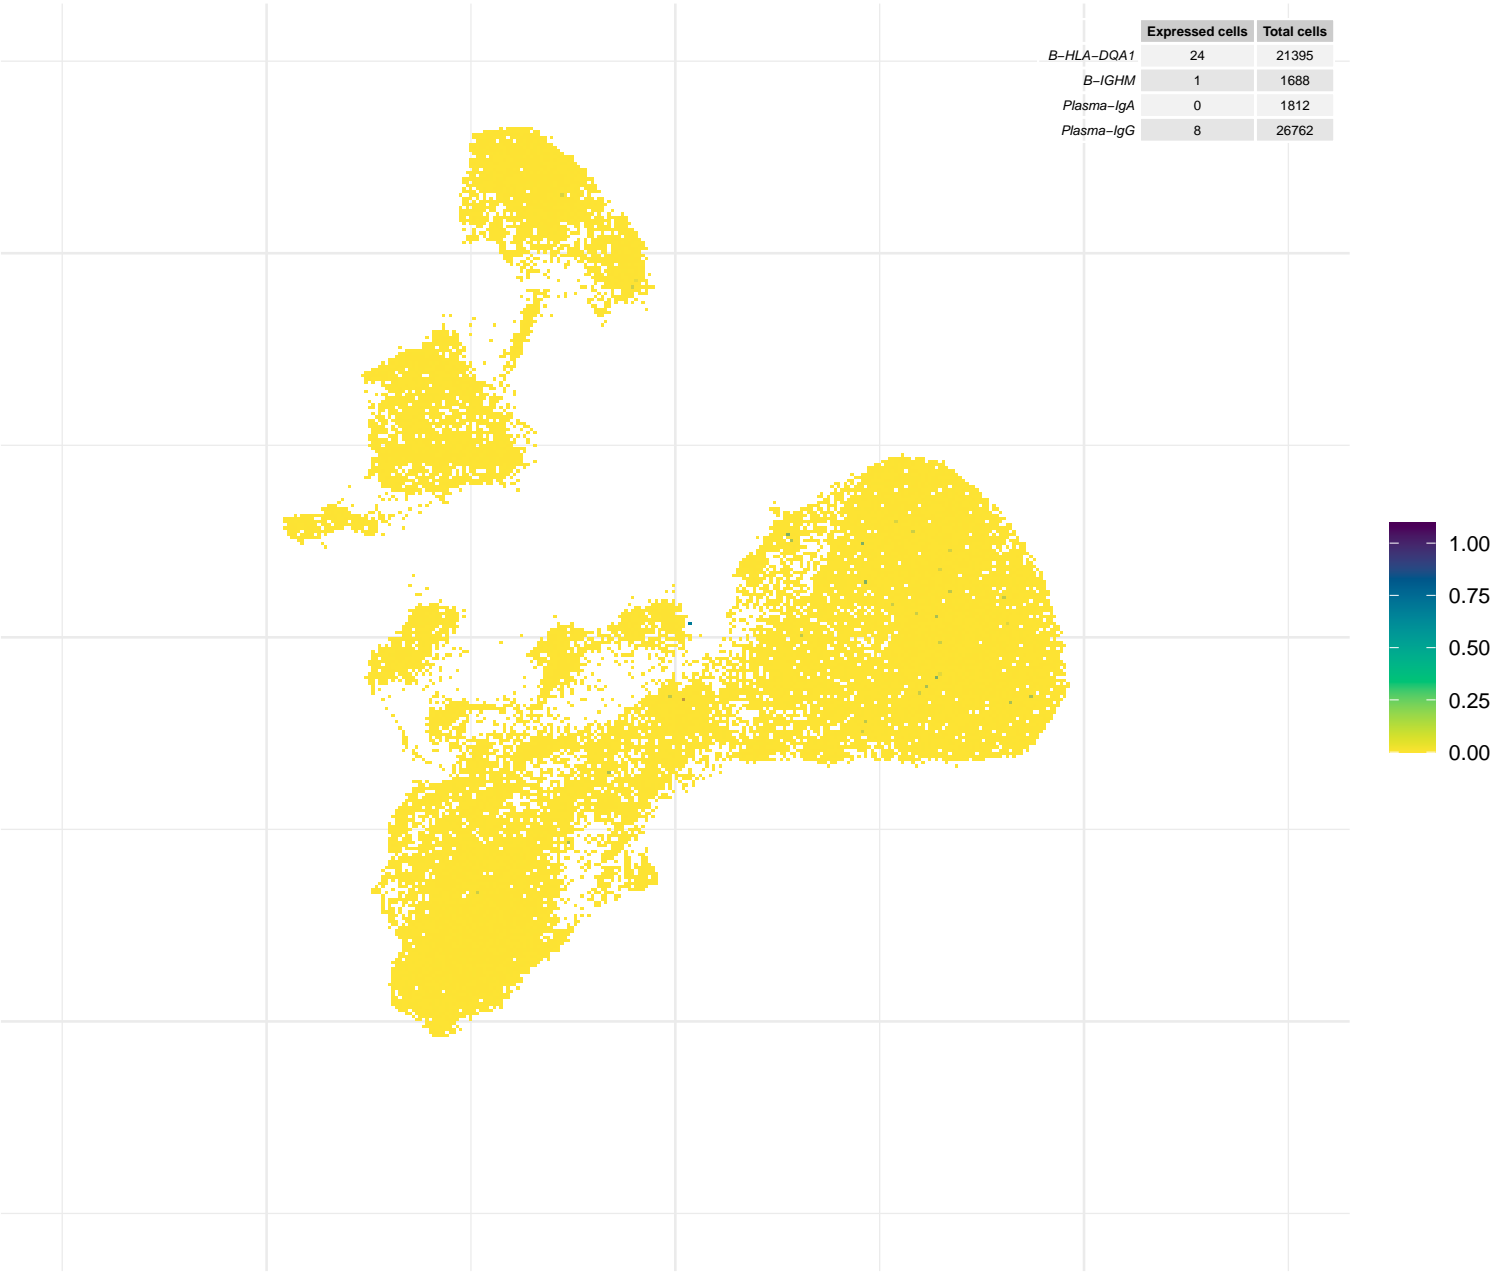 Expressed cells Total cells
B−HLA−DQA1 24 21395
B−IGHM 1 1688
Plasma−IgA 0 1812
Plasma−IgG 8 26762
1.00
0.75
0.50
0.25
0.00